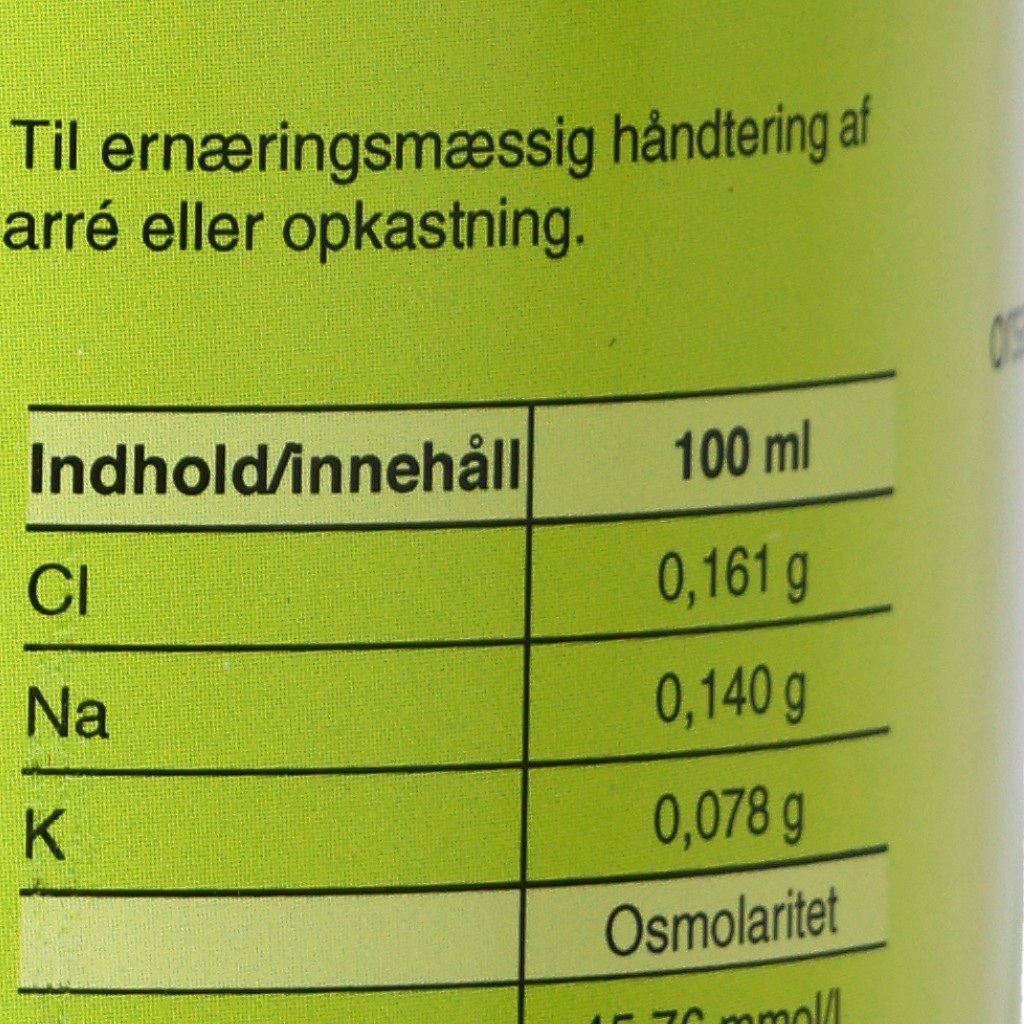 Til ernæringsmæssig håndtering af
arré eller opkastning.
Indhold/innehåll 100 ml
Cl 0,161 g
Na 0,140 g
K 0,078 g
Osmolaritet
mmol/l